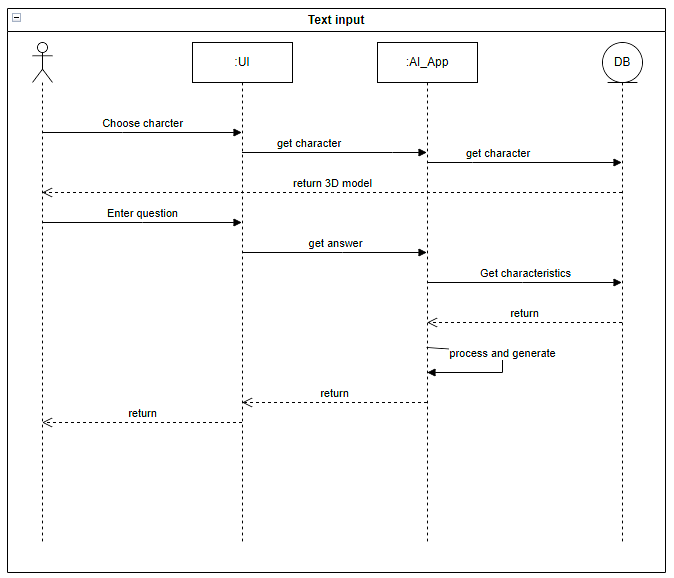 Text input
:UI
:AI_App
DB
Choose charcter
get character
get character
return 3D model
Enter question
get answer
Get characteristics
return
process and generate
return
return